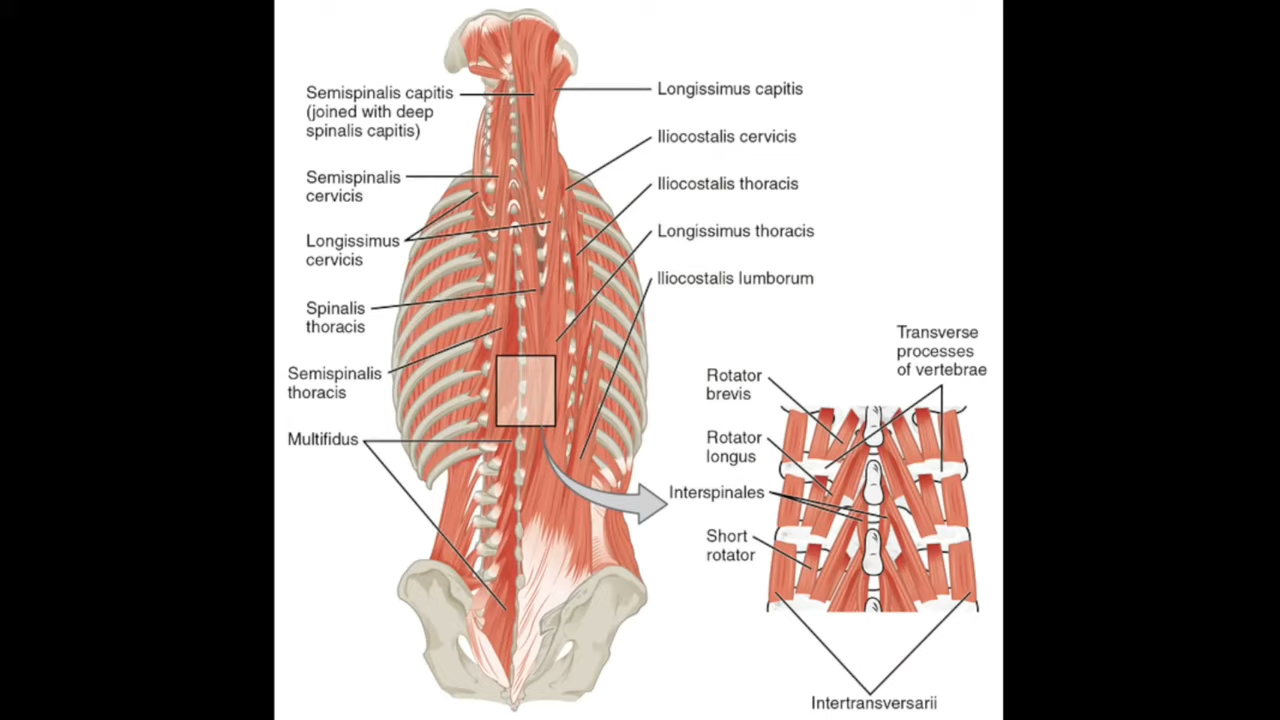 Semispinalis capitis
(joined with deep
spinalis capitis)
Semispinalis
cervicis
Longissimus
cervicis
Spinalis
thoracis
Semispinalis
thoracis
Multifidus
Longissimus capitis
Iliocostalis cervicis
Iliocostalis thoracis
Longissimus thoracis
Iliocostalis lumborum
Transverse
processes
of vertebrae
Rotator
brevis
Rotator
longus
Interspinales
Short
rotator
Intertransversarii